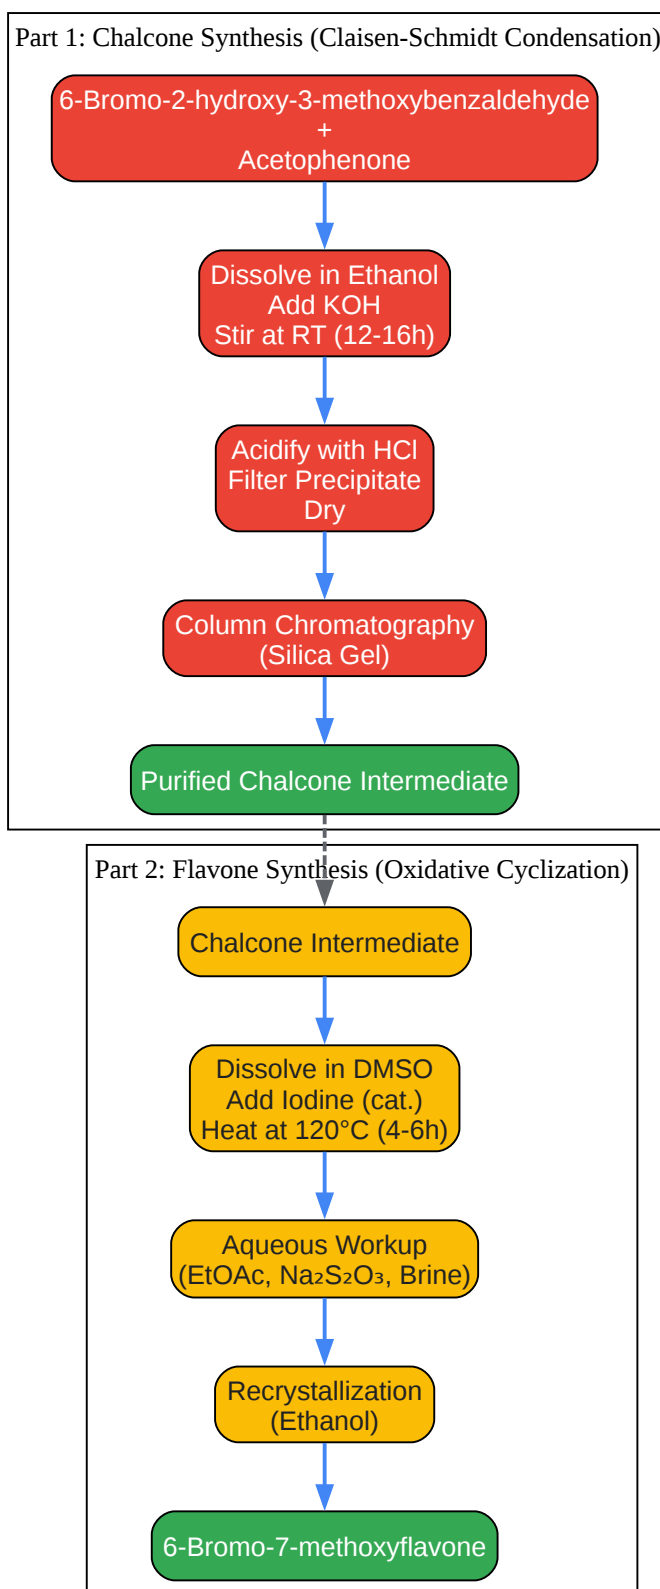 Part 1: Chalcone Synthesis (Claisen-Schmidt Condensation)
6-Bromo-2-hydroxy-3-methoxybenzaldehyde
+
Acetophenone
Dissolve in Ethanol
Add KOH
Stir at RT (12-16h)
Acidify with HCl
Filter Precipitate
Dry
Column Chromatography
(Silica Gel)
Purified Chalcone Intermediate
Part 2: Flavone Synthesis (Oxidative Cyclization)
Chalcone Intermediate
Dissolve in DMSO
Add Iodine (cat.)
Heat at 120°C (4-6h)
Aqueous Workup
(EtOAc, Na₂S₂O₃, Brine)
Recrystallization
(Ethanol)
6-Bromo-7-methoxyflavone